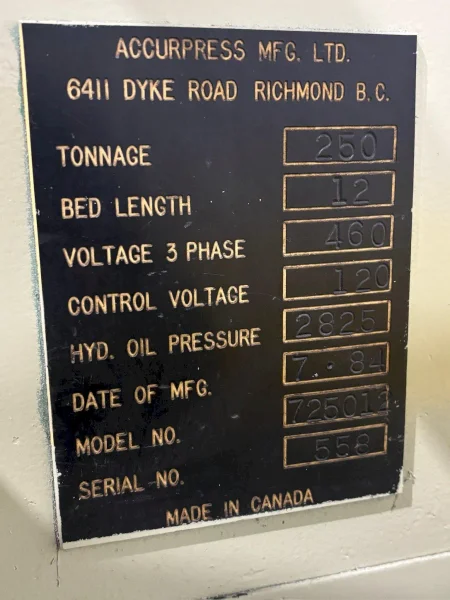 ACCURPRESS MFG. LTD.
6411 DYKE ROAD RICHMOND B.C.
TONNAGE 250
BED LENGTH 12
VOLTAGE 3 PHASE 460
CONTROL VOLTAGE 120
HYD. OIL PRESSURE 2825
DATE OF MFG. 7 · 84
MODEL NO. 725012
SERIAL NO. 558
MADE IN CANADA